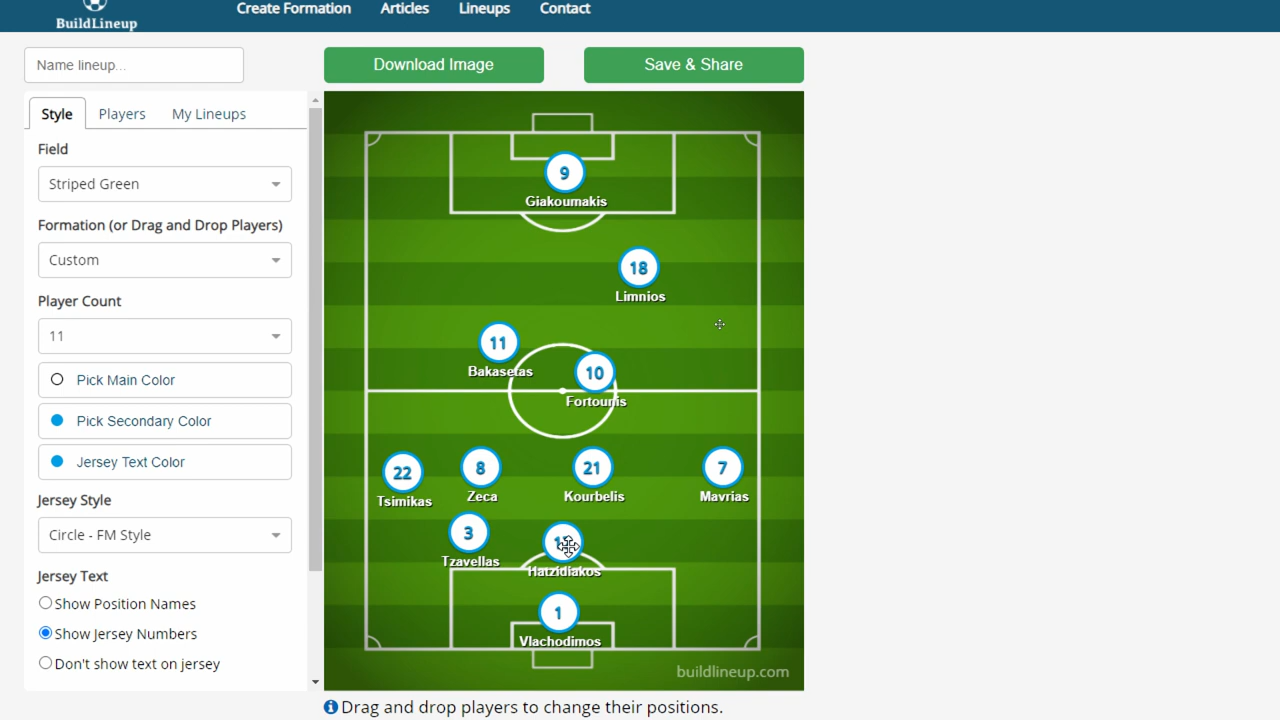 Create Formation Articles Lineups Contact
BuildLineup
Name lineup...
Download Image
Save & Share
Style Players My Lineups
Field
Striped Green
Formation (or Drag and Drop Players)
Custom
Player Count
11
Pick Main Color
Pick Secondary Color
Jersey Text Color
Jersey Style
Circle - FM Style
Jersey Text
Show Position Names
Show Jersey Numbers
Don't show text on jersey
9
Giakoumakis
18
Limnios
11
Bakasetas
10
Fortounis
22
Tsimikas
8
Zeca
21
Kourbelis
7
Mavrias
3
Tzavellas
Hatzidiakos
1
Vlachodimos
buildlineup.com
Drag and drop players to change their positions.